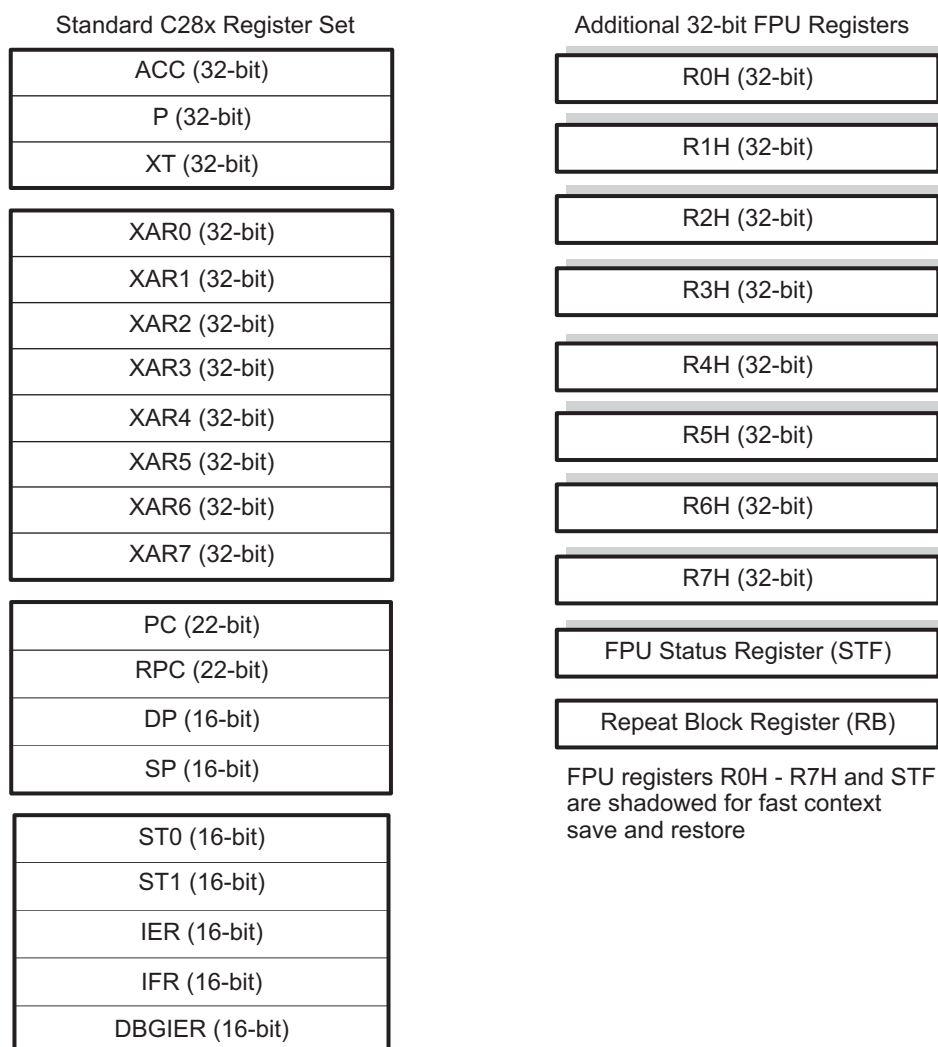 Standard C28x Register Set
ACC (32-bit)
P (32-bit)
XT (32-bit)
XAR0 (32-bit)
XAR1 (32-bit)
XAR2 (32-bit)
XAR3 (32-bit)
XAR4 (32-bit)
XAR5 (32-bit)
XAR6 (32-bit)
XAR7 (32-bit)
PC (22-bit)
RPC (22-bit)
DP (16-bit)
SP (16-bit)
ST0 (16-bit)
ST1 (16-bit)
IER (16-bit)
IFR (16-bit)
DBGIER (16-bit)
Additional 32-bit FPU Registers
R0H (32-bit)
R1H (32-bit)
R2H (32-bit)
R3H (32-bit)
R4H (32-bit)
R5H (32-bit)
R6H (32-bit)
R7H (32-bit)
FPU Status Register (STF)
Repeat Block Register (RB)
FPU registers R0H - R7H and STF
are shadowed for fast context
save and restore